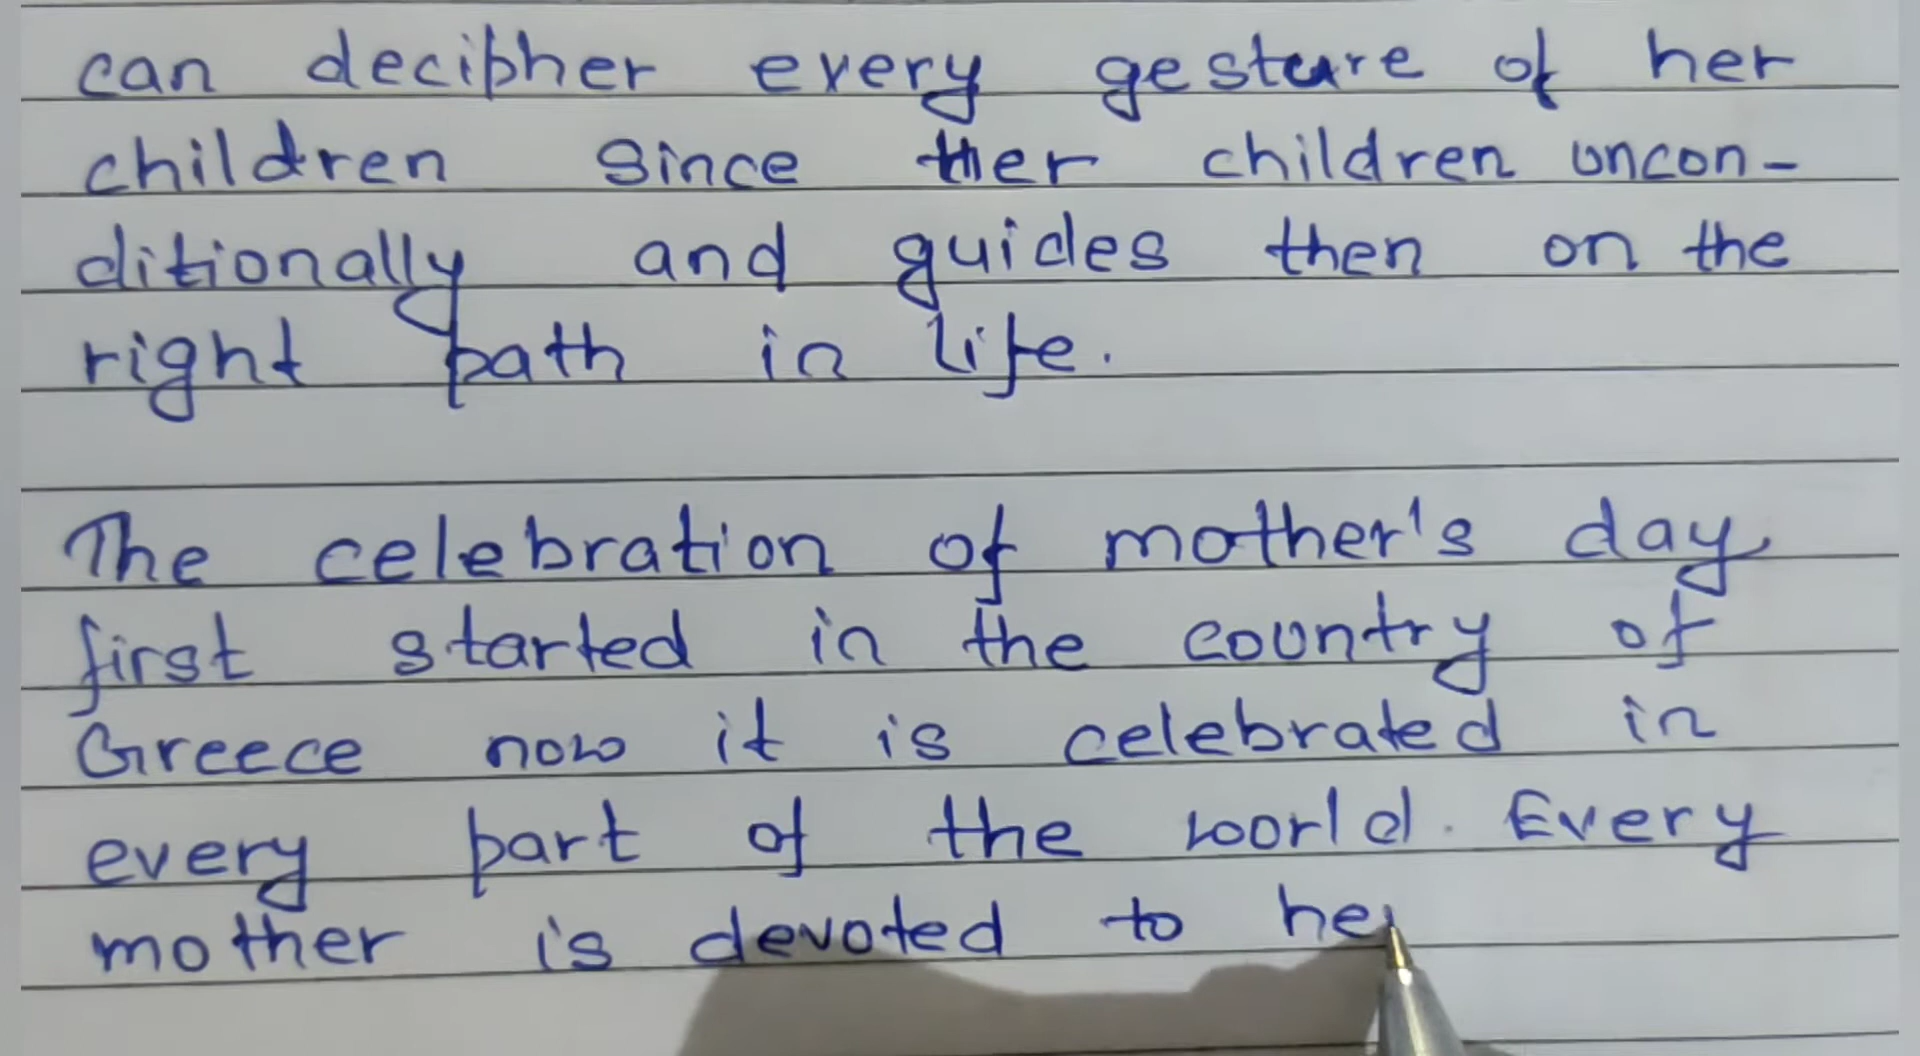 can decipher every gesture of her
children since her children uncon-
ditionally and guides then on the
right path in life.
The celebration of mother's day
first started in the country of
Greece now it is celebrated in
every part of the world. Every
mother is devoted to her